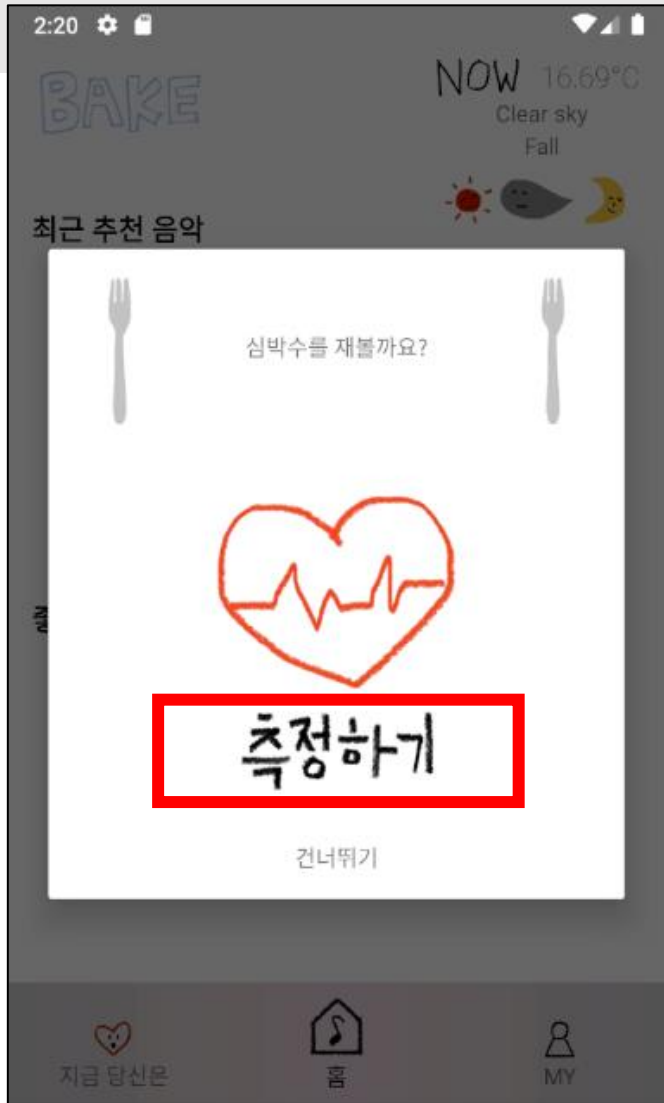 2:20
BAKE
NOW 16.69°C
Clear sky
Fall
최근 추천 음악
심박수를 재볼까요?
측정하기
건너뛰기
지금 당신은
홈
MY